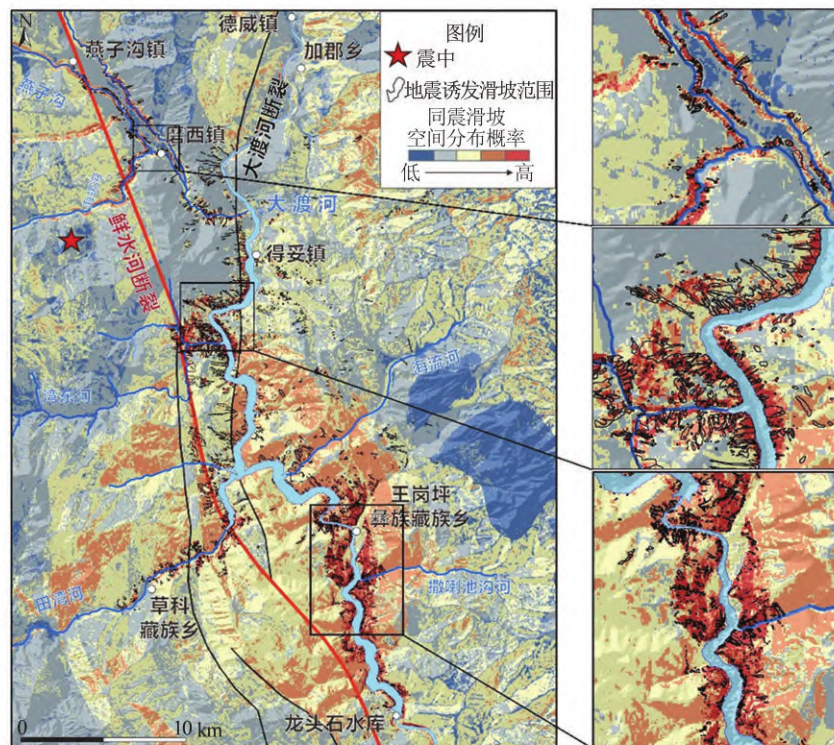 N
德威镇
燕子沟镇
加郡乡
燕子沟
大渡河断裂
磨西镇
大渡河
鲜水河断裂
得妥镇
湾东河
王岗坪
彝族藏族乡
撒喇池沟河
田湾河
草科
藏族乡
龙头石水库
0
10 km
图例
震中
地震诱发滑坡范围
同震滑坡
空间分布概率
低
高